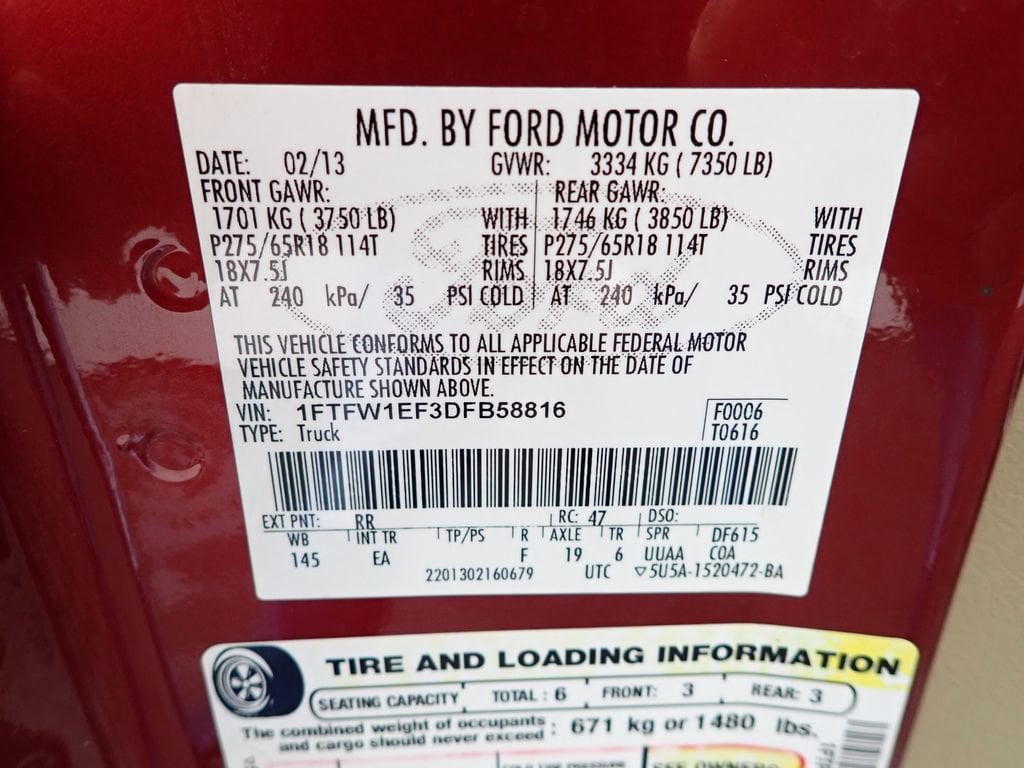 MFD. BY FORD MOTOR CO.
DATE: 02/13 GVWR: 3334 KG ( 7350 LB)
FRONT GAWR: REAR GAWR:
1701 KG ( 3750 LB) WITH 1746 KG ( 3850 LB) WITH
P275/65R18 114T TIRES P275/65R18 114T TIRES
18X7.5J RIMS 18X7.5J RIMS
AT 240 kPa/ 35 PSI COLD AT 240 kPa/ 35 PSI COLD
THIS VEHICLE CONFORMS TO ALL APPLICABLE FEDERAL MOTOR
VEHICLE SAFETY STANDARDS IN EFFECT ON THE DATE OF
MANUFACTURE SHOWN ABOVE.
VIN: 1FTFW1EF3DFB58816 F0006
TYPE: Truck T0616
EXT PNT: RR RC: 47 DSO:
WB INT TR TP/PS R AXLE TR SPR DF615
145 EA F 19 6 UUAA COA
2201302160679 UTC ▽5U5A-1520472-BA
TIRE AND LOADING INFORMATION
SEATING CAPACITY TOTAL : 6 FRONT: 3 REAR: 3
The combined weight of occupants : 671 kg or 1480 lbs.
and cargo should never exceed
SEE OWNERS